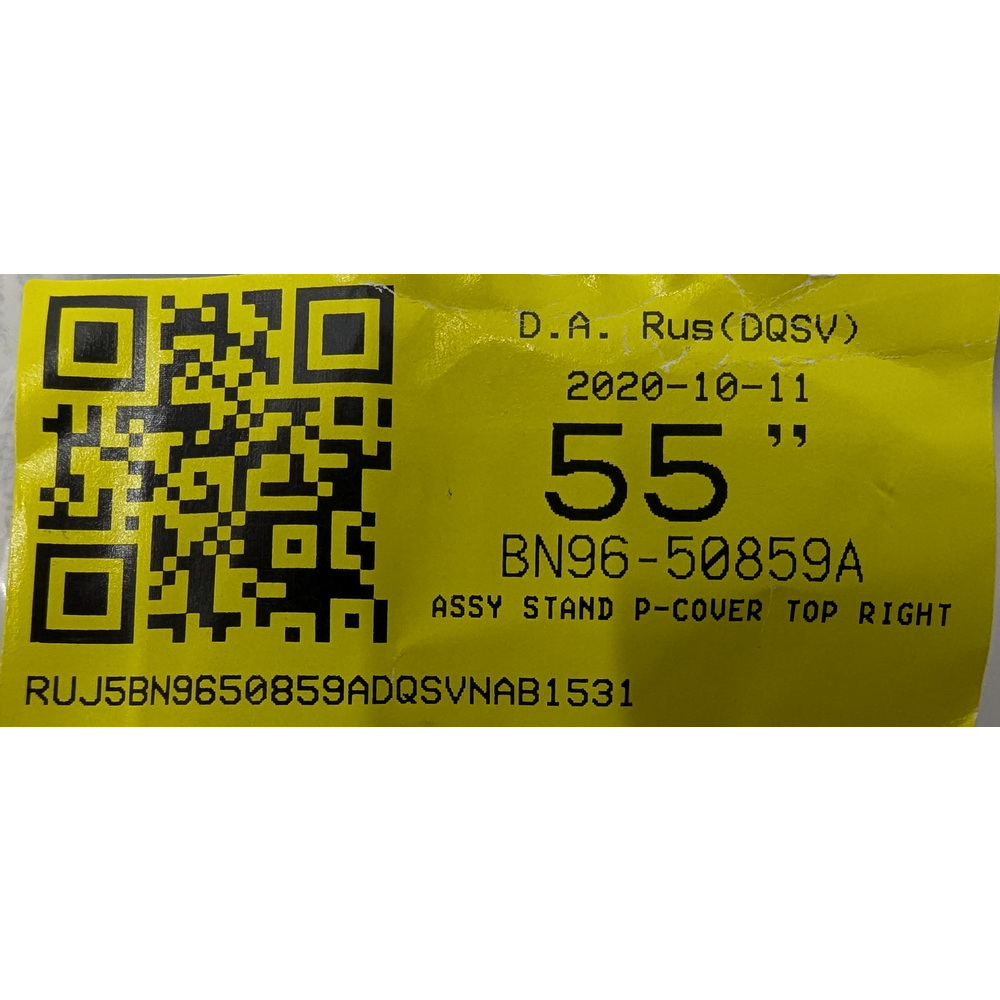 D.A. Rus(DQSV)
2020-10-11
55”
BN96-50859A
ASSY STAND P-COVER TOP RIGHT
RUJ5BN9650859ADQSVNAB1531